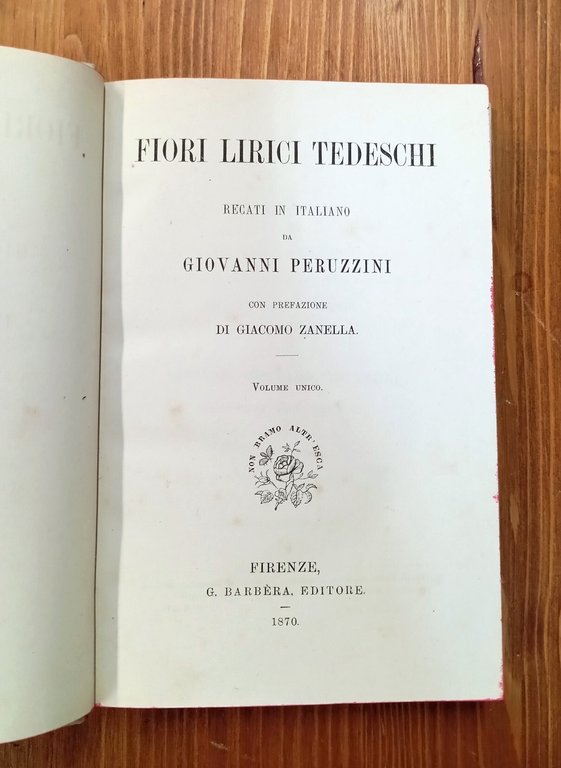 FIORI LIRICI TEDESCHI
RECATI IN ITALIANO
DA
GIOVANNI PERUZZINI
CON PREFAZIONE
DI GIACOMO ZANELLA.
VOLUME UNICO.
NON BRAMO ALTR'ESCA
FIRENZE,
G. BARBÈRA, EDITORE.
1870.